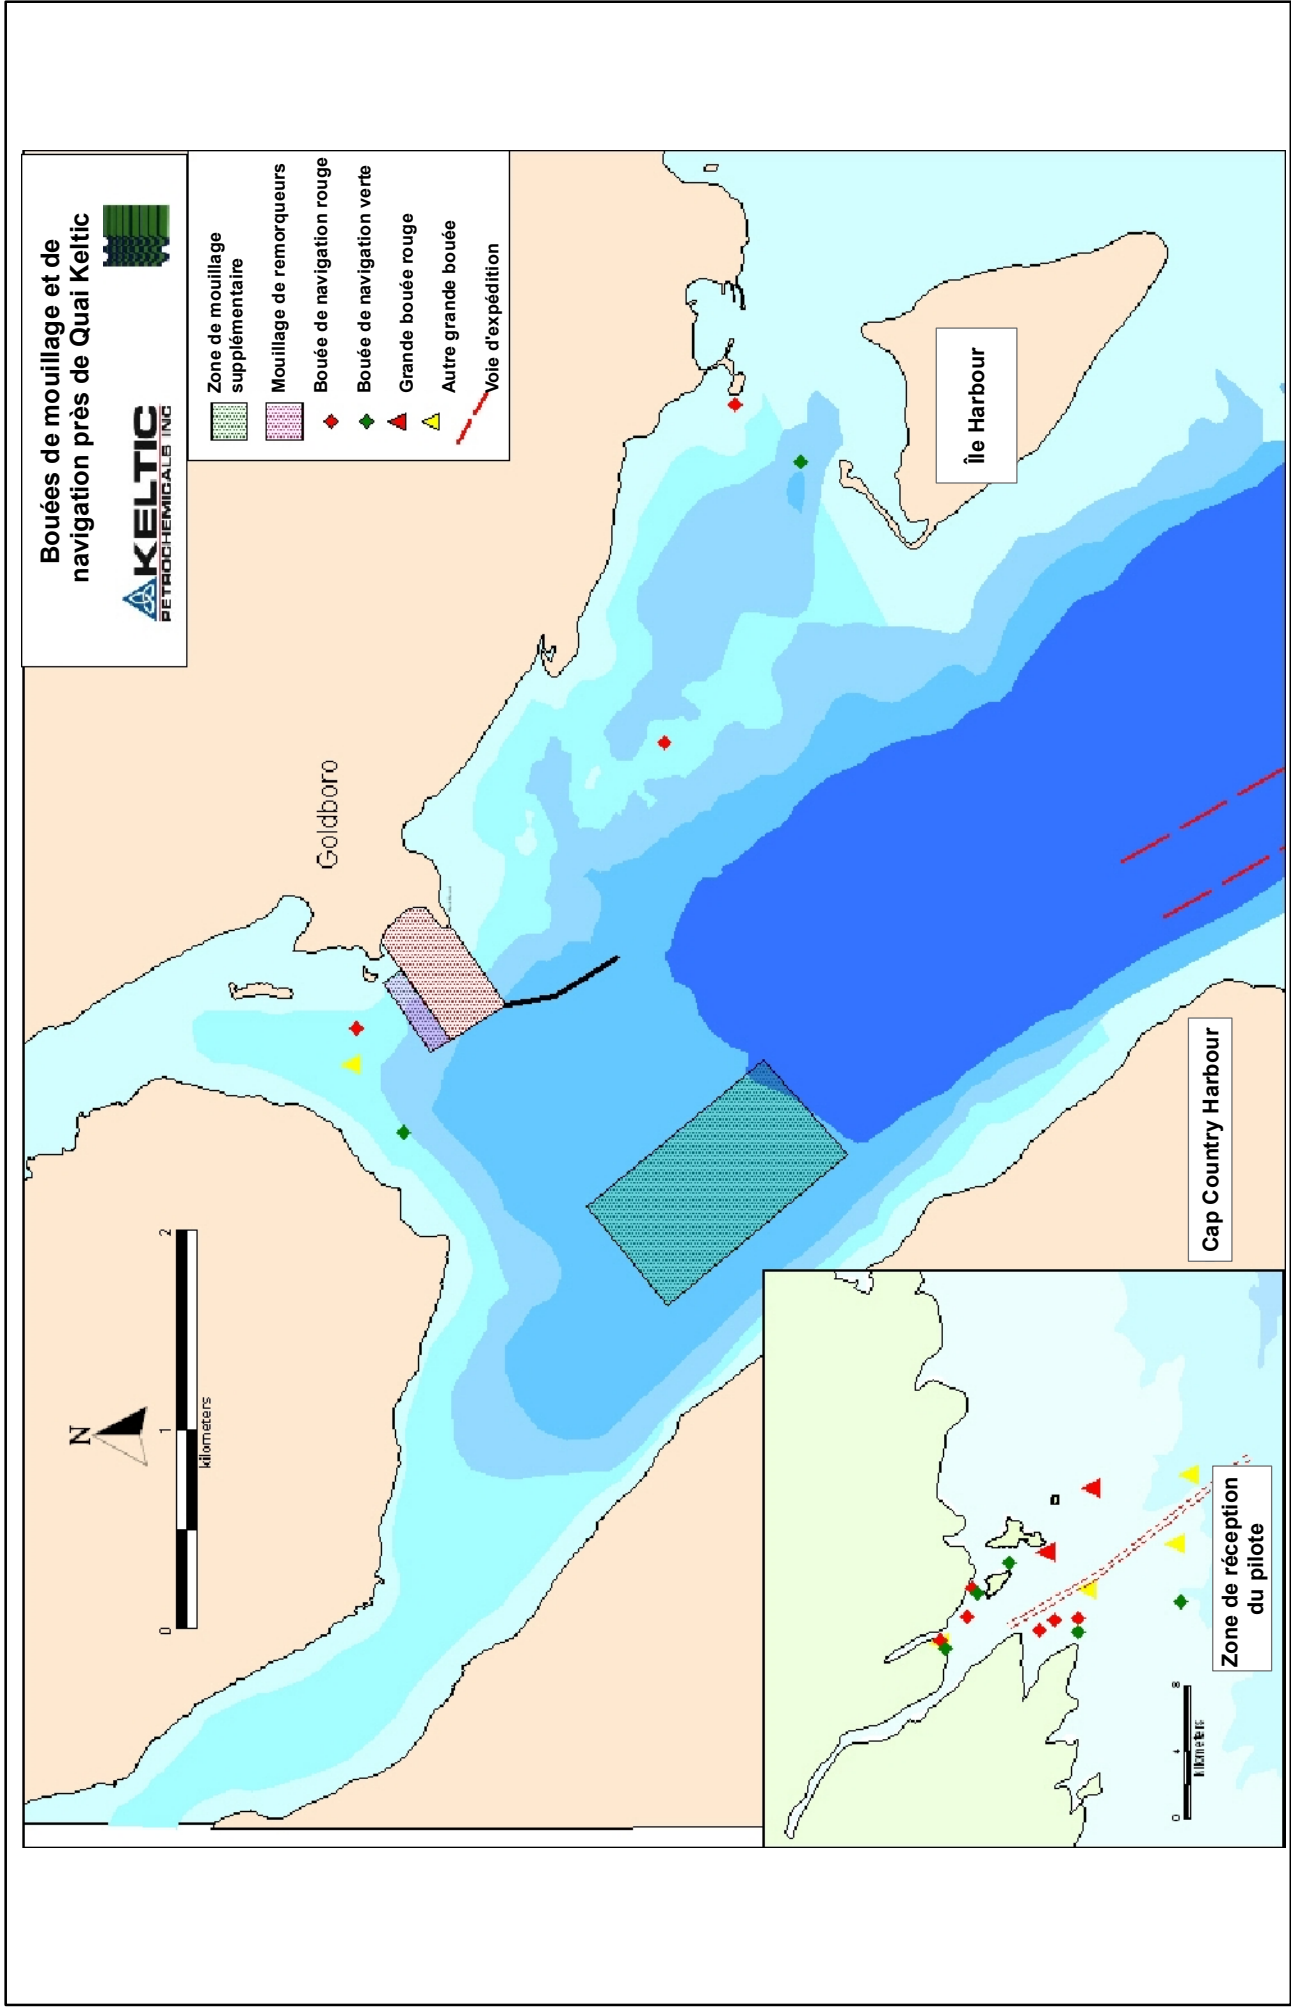 Bouées de mouillage et de
navigation près de Quai Keltic
KELTIC
PETROCHEMICALS INC
Zone de mouillage
supplémentaire
Mouillage de remorqueurs
Bouée de navigation rouge
Bouée de navigation verte
Grande bouée rouge
Autre grande bouée
Voie d'expédition
N
0 1 2
kilometers
Goldboro
Île Harbour
Cap Country Harbour
Zone de réception
du pilote
0 4 8
kilometers